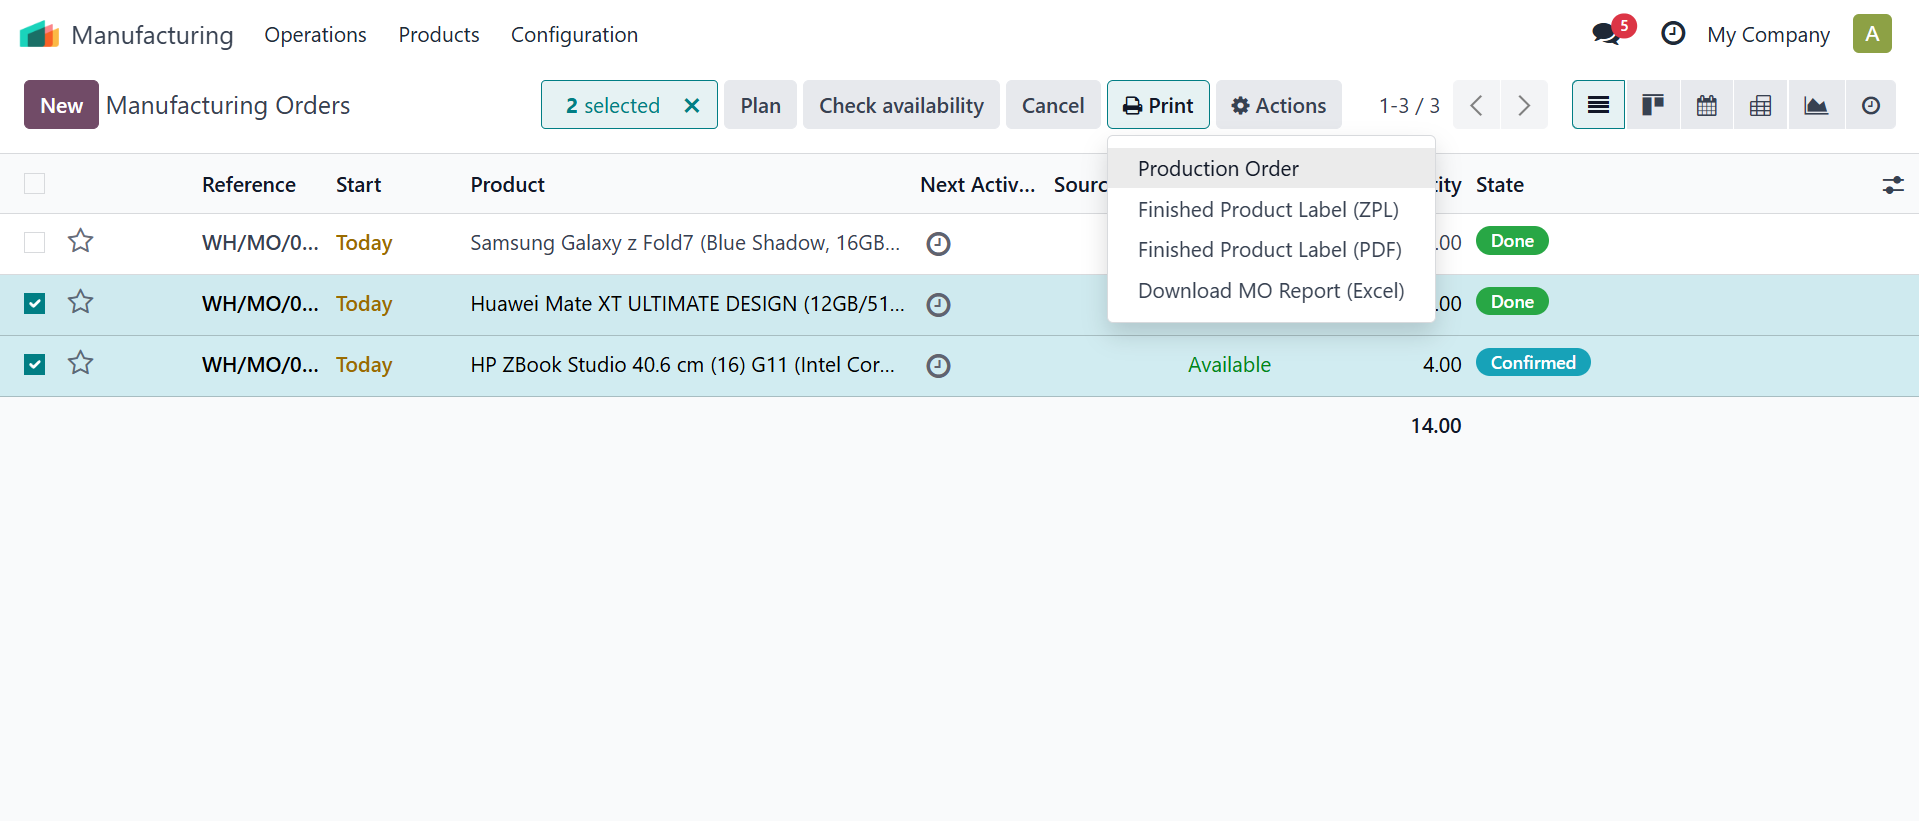 Manufacturing Operations Products Configuration 5 My Company A
New Manufacturing Orders 2 selected × Plan Check availability Cancel Print Actions 1-3 / 3
Production Order
Finished Product Label (ZPL)
Finished Product Label (PDF)
Download MO Report (Excel)
Reference Start Product Next Activ... State
WH/MO/0... Today Samsung Galaxy z Fold7 (Blue Shadow, 16GB... .00 Done
WH/MO/0... Today Huawei Mate XT ULTIMATE DESIGN (12GB/51... .00 Done
WH/MO/0... Today HP ZBook Studio 40.6 cm (16) G11 (Intel Cor... Available 4.00 Confirmed
14.00